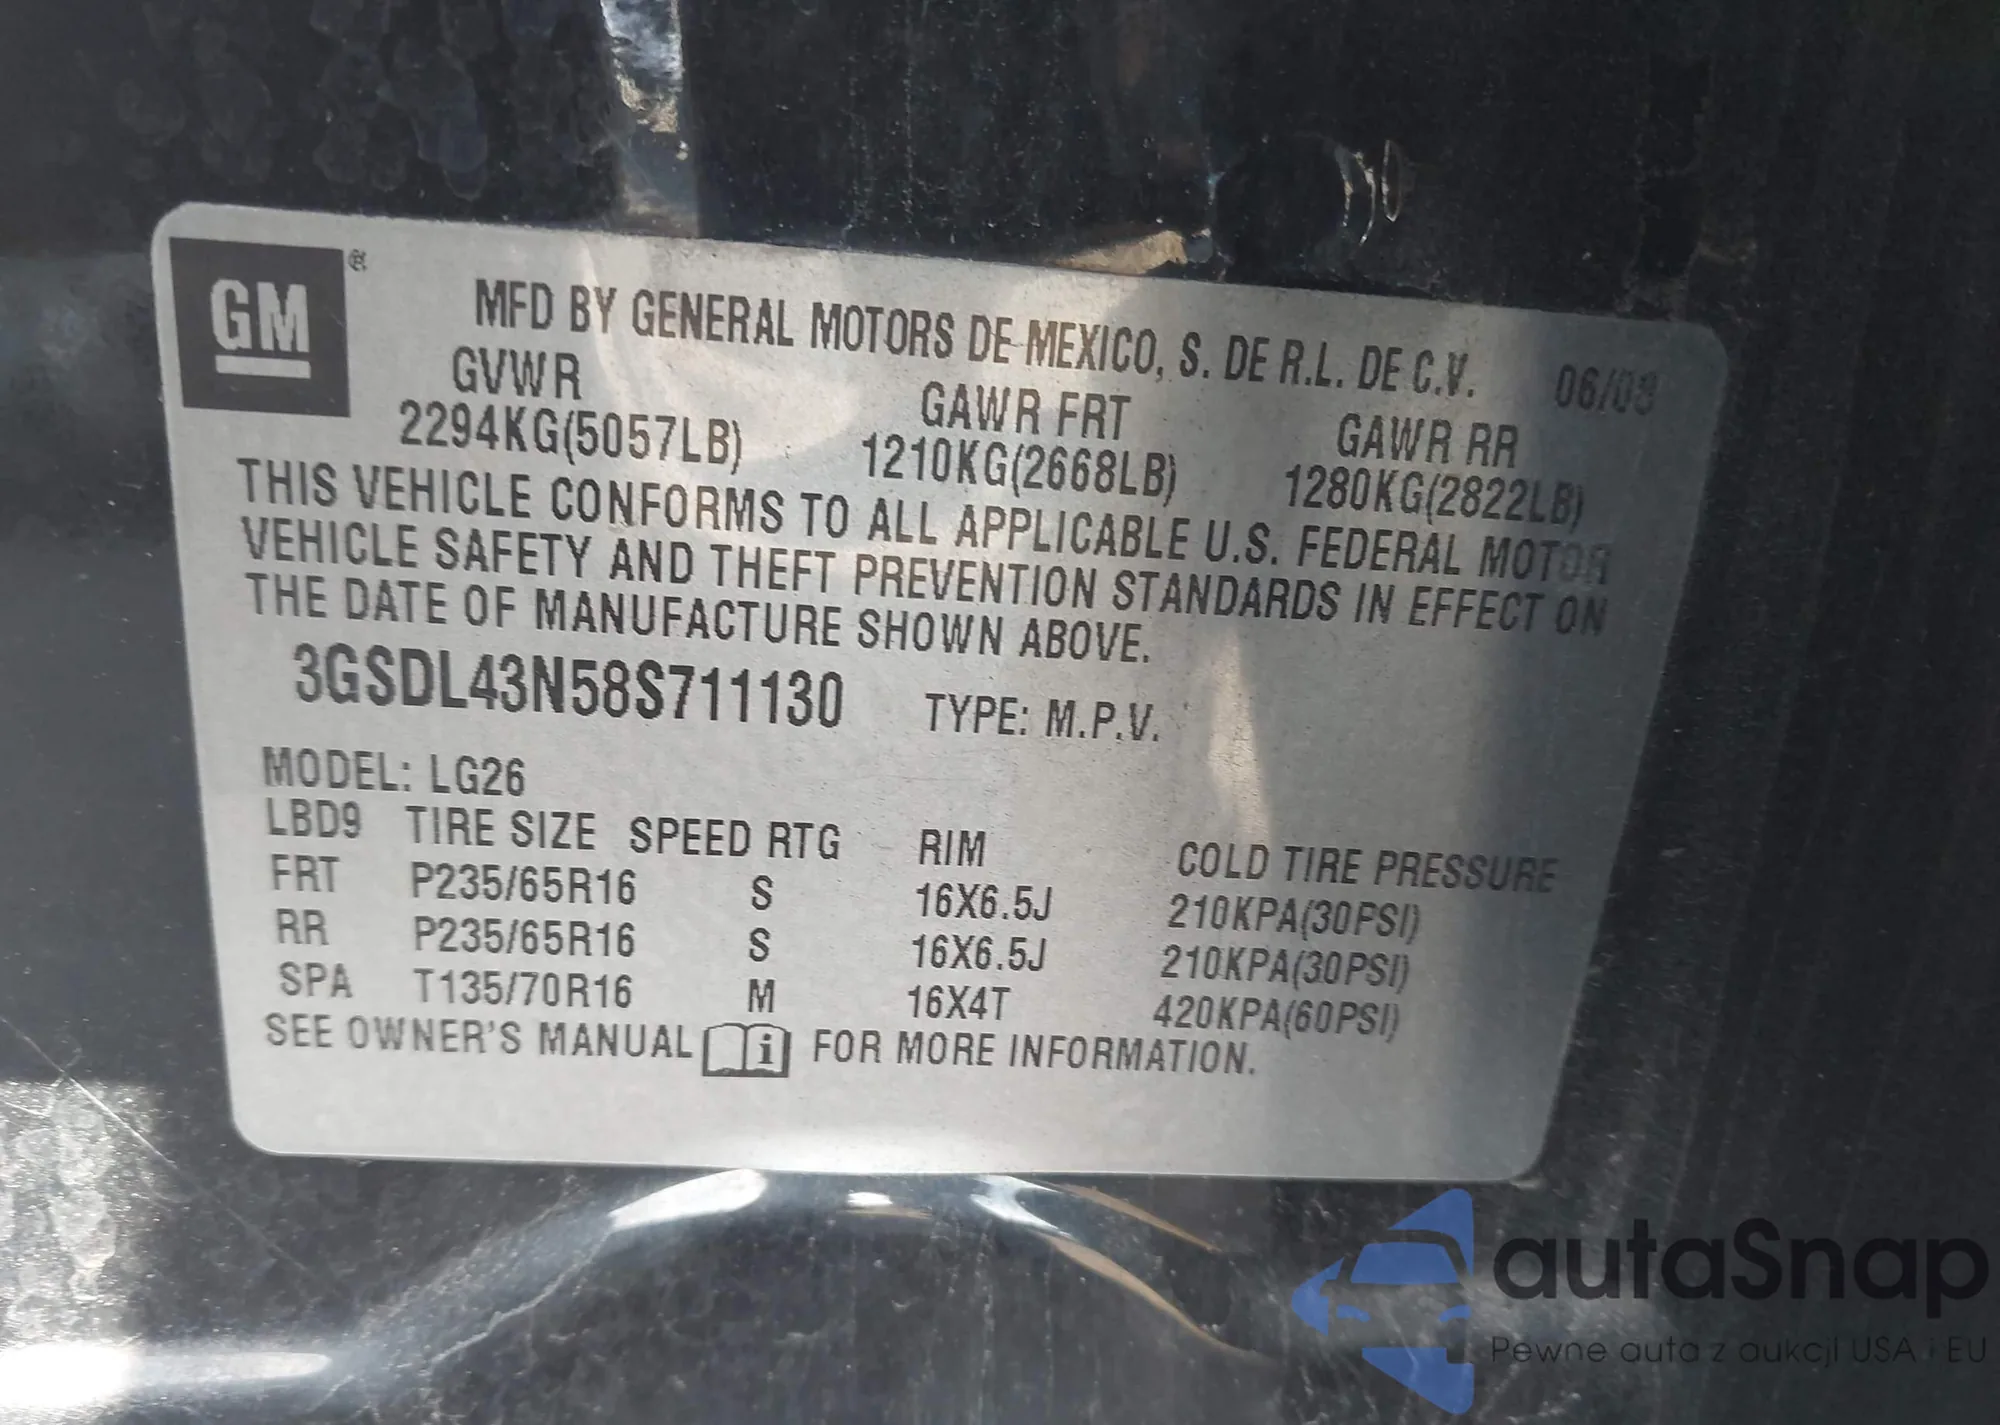 GM ®
MFD BY GENERAL MOTORS DE MEXICO, S. DE R.L. DE C.V. 06/08
GVWR GAWR FRT GAWR RR
2294KG(5057LB) 1210KG(2668LB) 1280KG(2822LB)
THIS VEHICLE CONFORMS TO ALL APPLICABLE U.S. FEDERAL MOTOR
VEHICLE SAFETY AND THEFT PREVENTION STANDARDS IN EFFECT ON
THE DATE OF MANUFACTURE SHOWN ABOVE.
3GSDL43N58S711130 TYPE: M.P.V.
MODEL: LG26
LBD9 TIRE SIZE SPEED RTG RIM COLD TIRE PRESSURE
FRT P235/65R16 S 16X6.5J 210KPA(30PSI)
RR P235/65R16 S 16X6.5J 210KPA(30PSI)
SPA T135/70R16 M 16X4T 420KPA(60PSI)
SEE OWNER'S MANUAL i FOR MORE INFORMATION.
autaSnap
Pewne auta z aukcji USA i EU